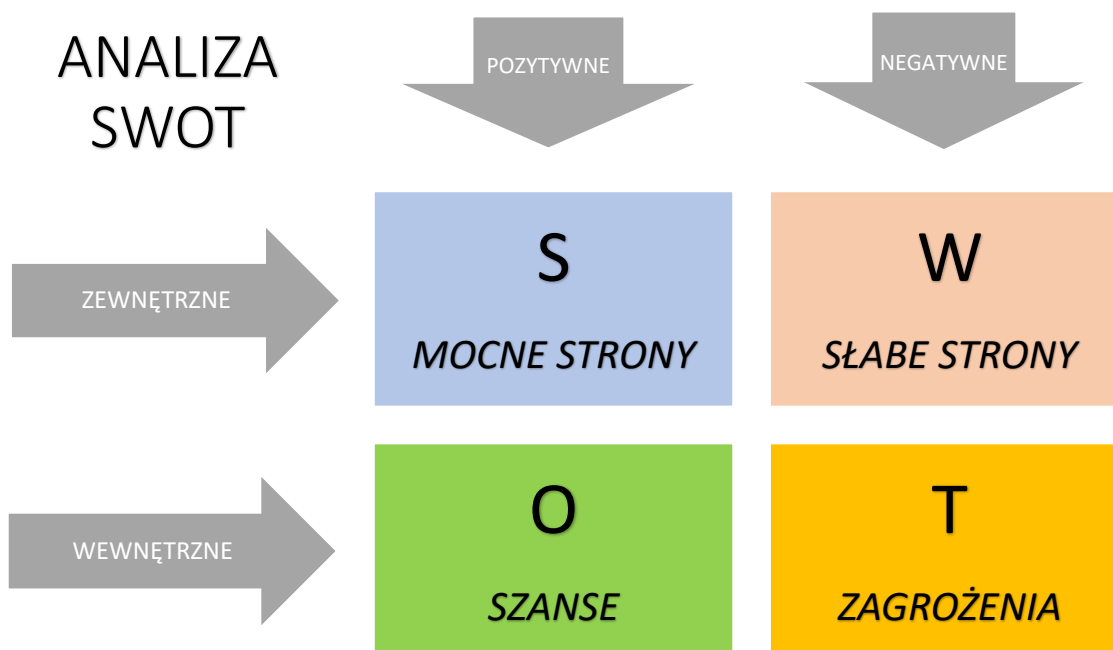 ANALIZA
SWOT
POZYTYWNE
NEGATYWNE
ZEWNĘTRZNE
S
MOCNE STRONY
W
SŁABE STRONY
WEWNĘTRZNE
O
SZANSE
T
ZAGROŻENIA